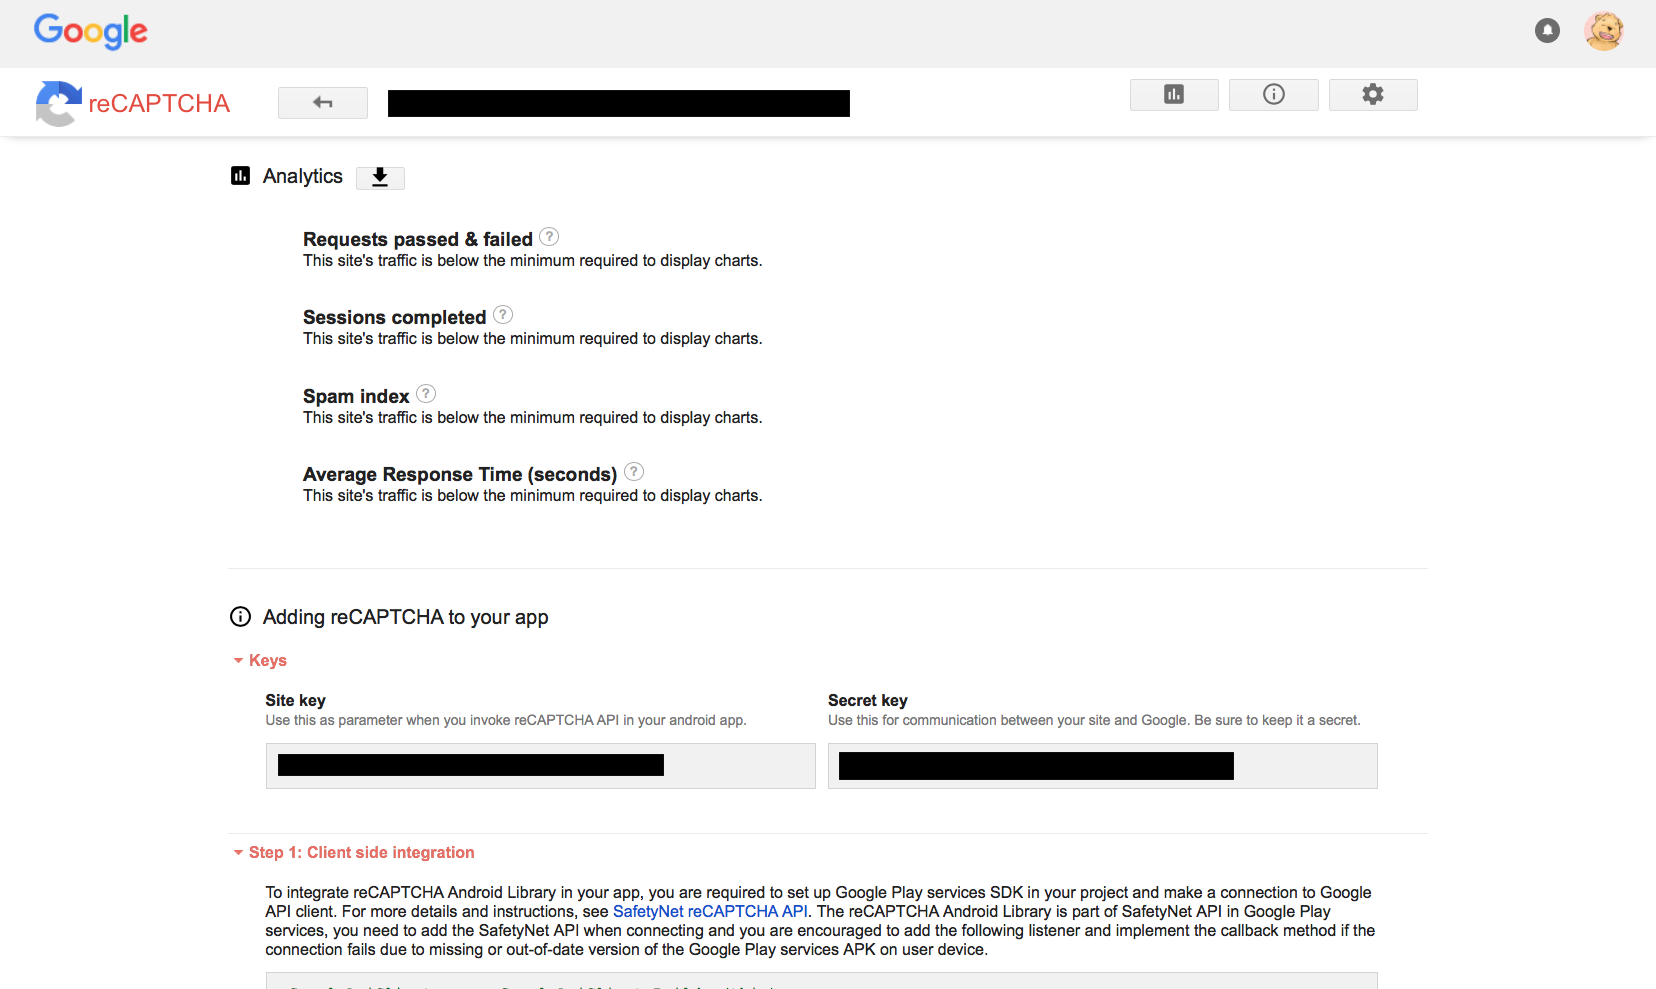 Google
reCAPTCHA
Analytics
Requests passed & failed ?
This site's traffic is below the minimum required to display charts.
Sessions completed ?
This site's traffic is below the minimum required to display charts.
Spam index ?
This site's traffic is below the minimum required to display charts.
Average Response Time (seconds) ?
This site's traffic is below the minimum required to display charts.
Adding reCAPTCHA to your app
Keys
Site key
Use this as parameter when you invoke reCAPTCHA API in your android app.
Secret key
Use this for communication between your site and Google. Be sure to keep it a secret.
Step 1: Client side integration
To integrate reCAPTCHA Android Library in your app, you are required to set up Google Play services SDK in your project and make a connection to Google
API client. For more details and instructions, see SafetyNet reCAPTCHA API. The reCAPTCHA Android Library is part of SafetyNet API in Google Play
services, you need to add the SafetyNet API when connecting and you are encouraged to add the following listener and implement the callback method if the
connection fails due to missing or out-of-date version of the Google Play services APK on user device.